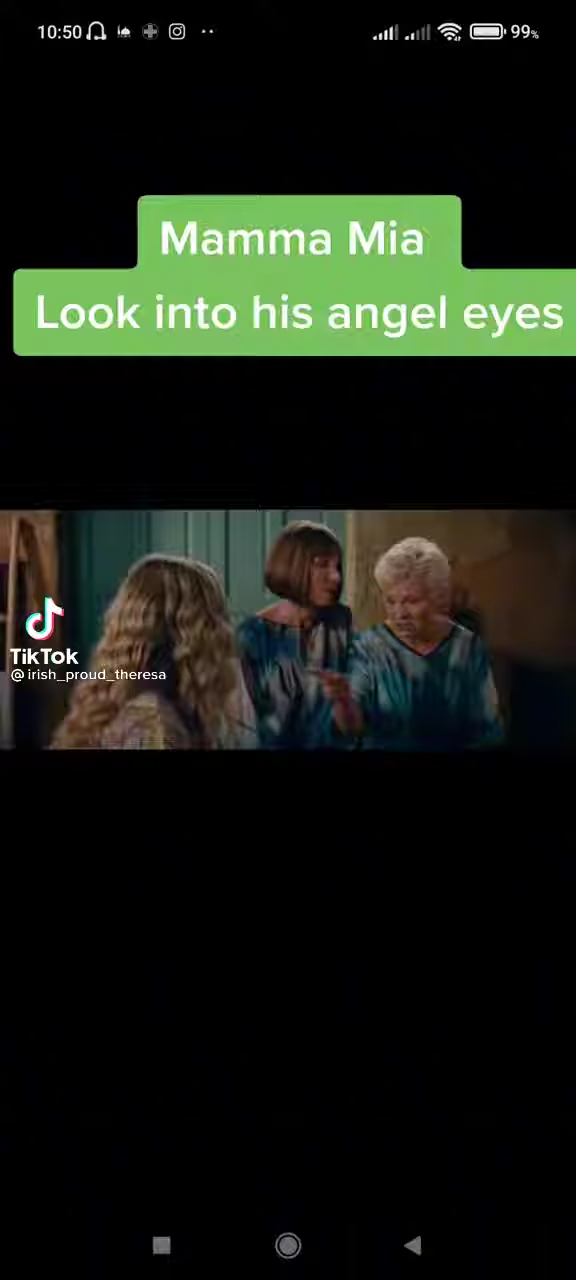 10:50
99%
Mamma Mia
Look into his angel eyes
TikTok
@irish_proud_theresa